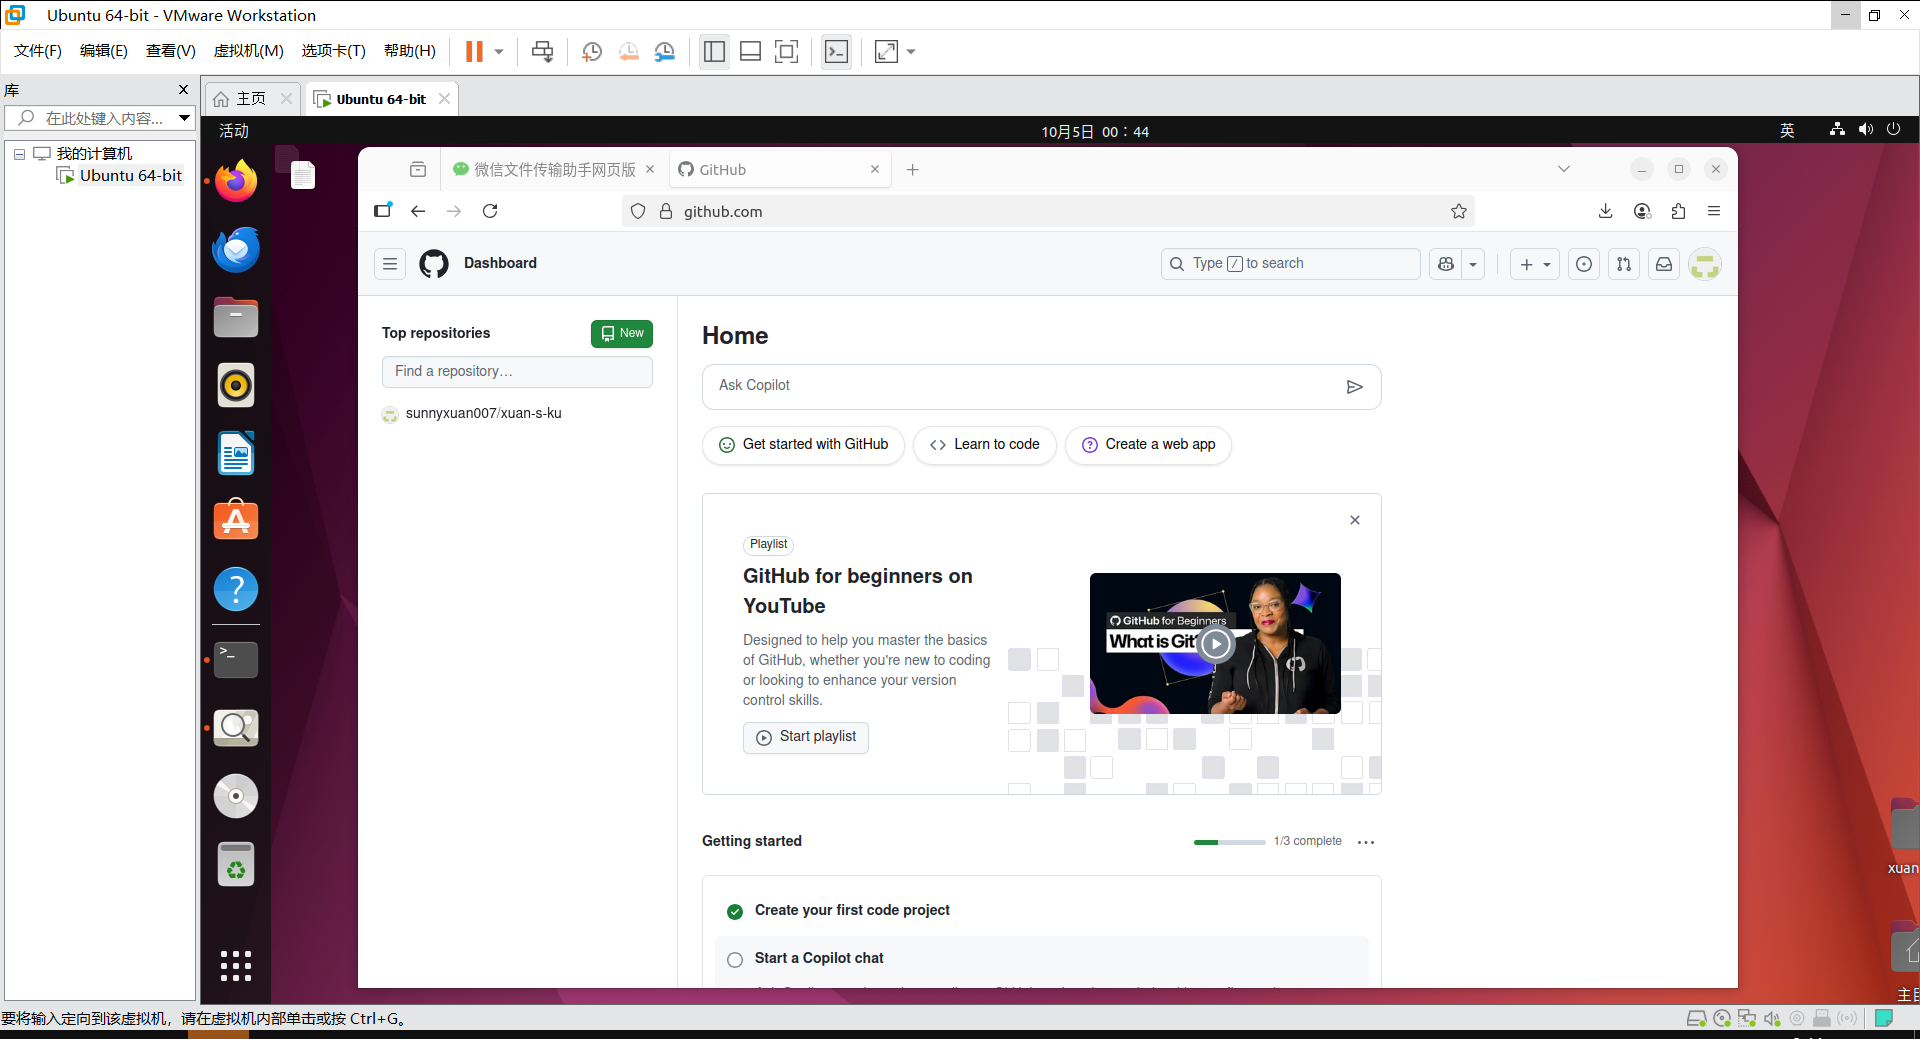 Ubuntu 64-bit - VMware Workstation
文件(F) 编辑(E) 查看(V) 虚拟机(M) 选项卡(T) 帮助(H)
库
在此处键入内容...
我的计算机
Ubuntu 64-bit
主页
Ubuntu 64-bit
活动
10月5日 00：44
英
微信文件传输助手网页版
GitHub
github.com
Dashboard
Type / to search
Top repositories
New
Find a repository…
sunnyxuan007/xuan-s-ku
Home
Ask Copilot
Get started with GitHub
Learn to code
Create a web app
Playlist
GitHub for beginners on
YouTube
Designed to help you master the basics
of GitHub, whether you're new to coding
or looking to enhance your version
control skills.
Start playlist
GitHub for Beginners
What is Git
Getting started
1/3 complete
Create your first code project
Start a Copilot chat
xuan
主目
要将输入定向到该虚拟机，请在虚拟机内部单击或按 Ctrl+G。